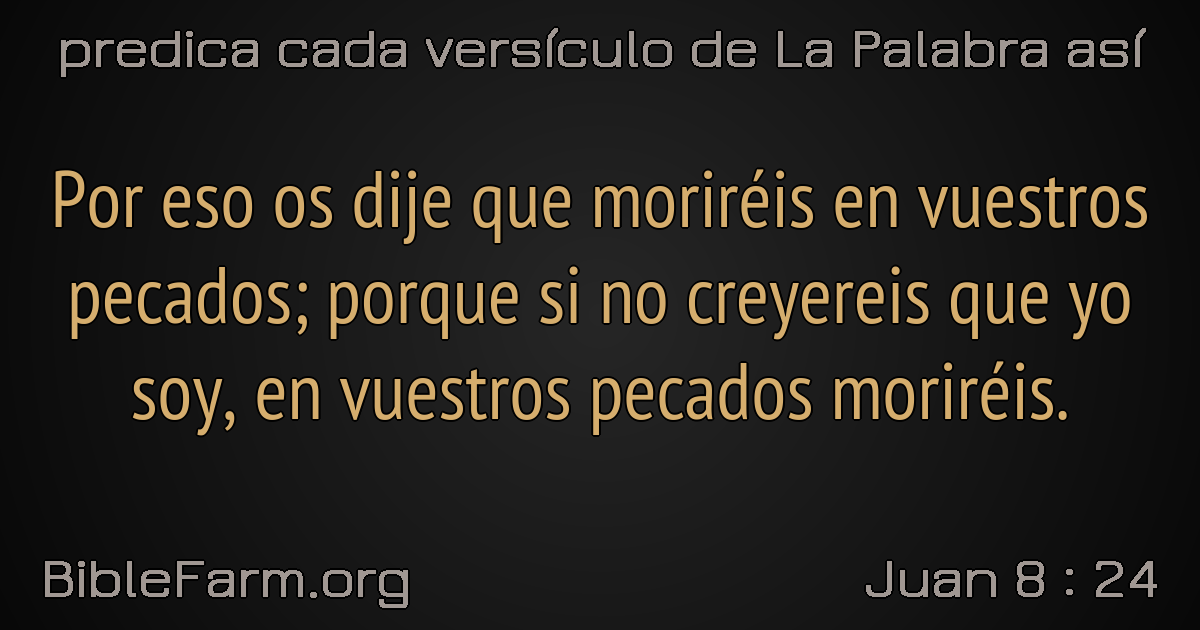 predica cada versículo de La Palabra así
Por eso os dije que moriréis en vuestros
pecados; porque si no creyereis que yo
soy, en vuestros pecados moriréis.
BibleFarm.org
Juan 8 : 24